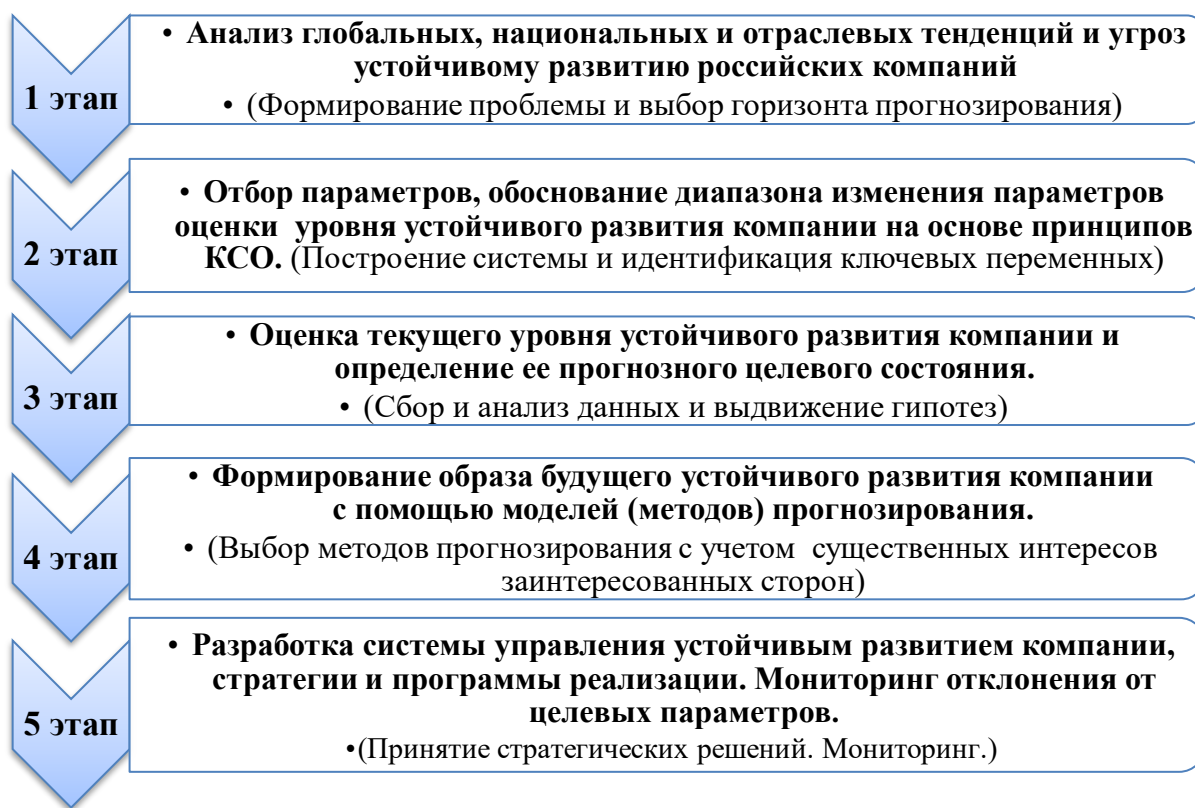 1 этап
• Анализ глобальных, национальных и отраслевых тенденций и угроз
устойчивому развитию российских компаний
• (Формирование проблемы и выбор горизонта прогнозирования)
2 этап
• Отбор параметров, обоснование диапазона изменения параметров
оценки уровня устойчивого развития компании на основе принципов
КСО. (Построение системы и идентификация ключевых переменных)
3 этап
• Оценка текущего уровня устойчивого развития компании и
определение ее прогнозного целевого состояния.
• (Сбор и анализ данных и выдвижение гипотез)
4 этап
• Формирование образа будущего устойчивого развития компании
с помощью моделей (методов) прогнозирования.
• (Выбор методов прогнозирования с учетом существенных интересов
заинтересованных сторон)
5 этап
• Разработка системы управления устойчивым развитием компании,
стратегии и программы реализации. Мониторинг отклонения от
целевых параметров.
•(Принятие стратегических решений. Мониторинг.)